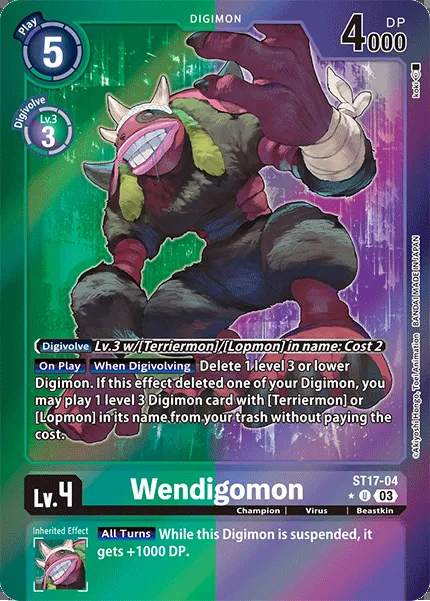 DIGIMON
Play
5
DP
4000
Digivolve
Lv.3
3
koki
©Akiyoshi Hongo, Toei Animation BANDAI MADE IN JAPAN
Digivolve Lv.3 w/[Terriermon]/[Lopmon] in name: Cost 2
On Play When Digivolving Delete 1 level 3 or lower
Digimon. If this effect deleted one of your Digimon, you
may play 1 level 3 Digimon card with [Terriermon] or
[Lopmon] in its name from your trash without paying the
cost.
Lv.4
Wendigomon
ST17-04
U 03
Champion Virus Beastkin
Inherited Effect
All Turns While this Digimon is suspended, it
gets +1000 DP.